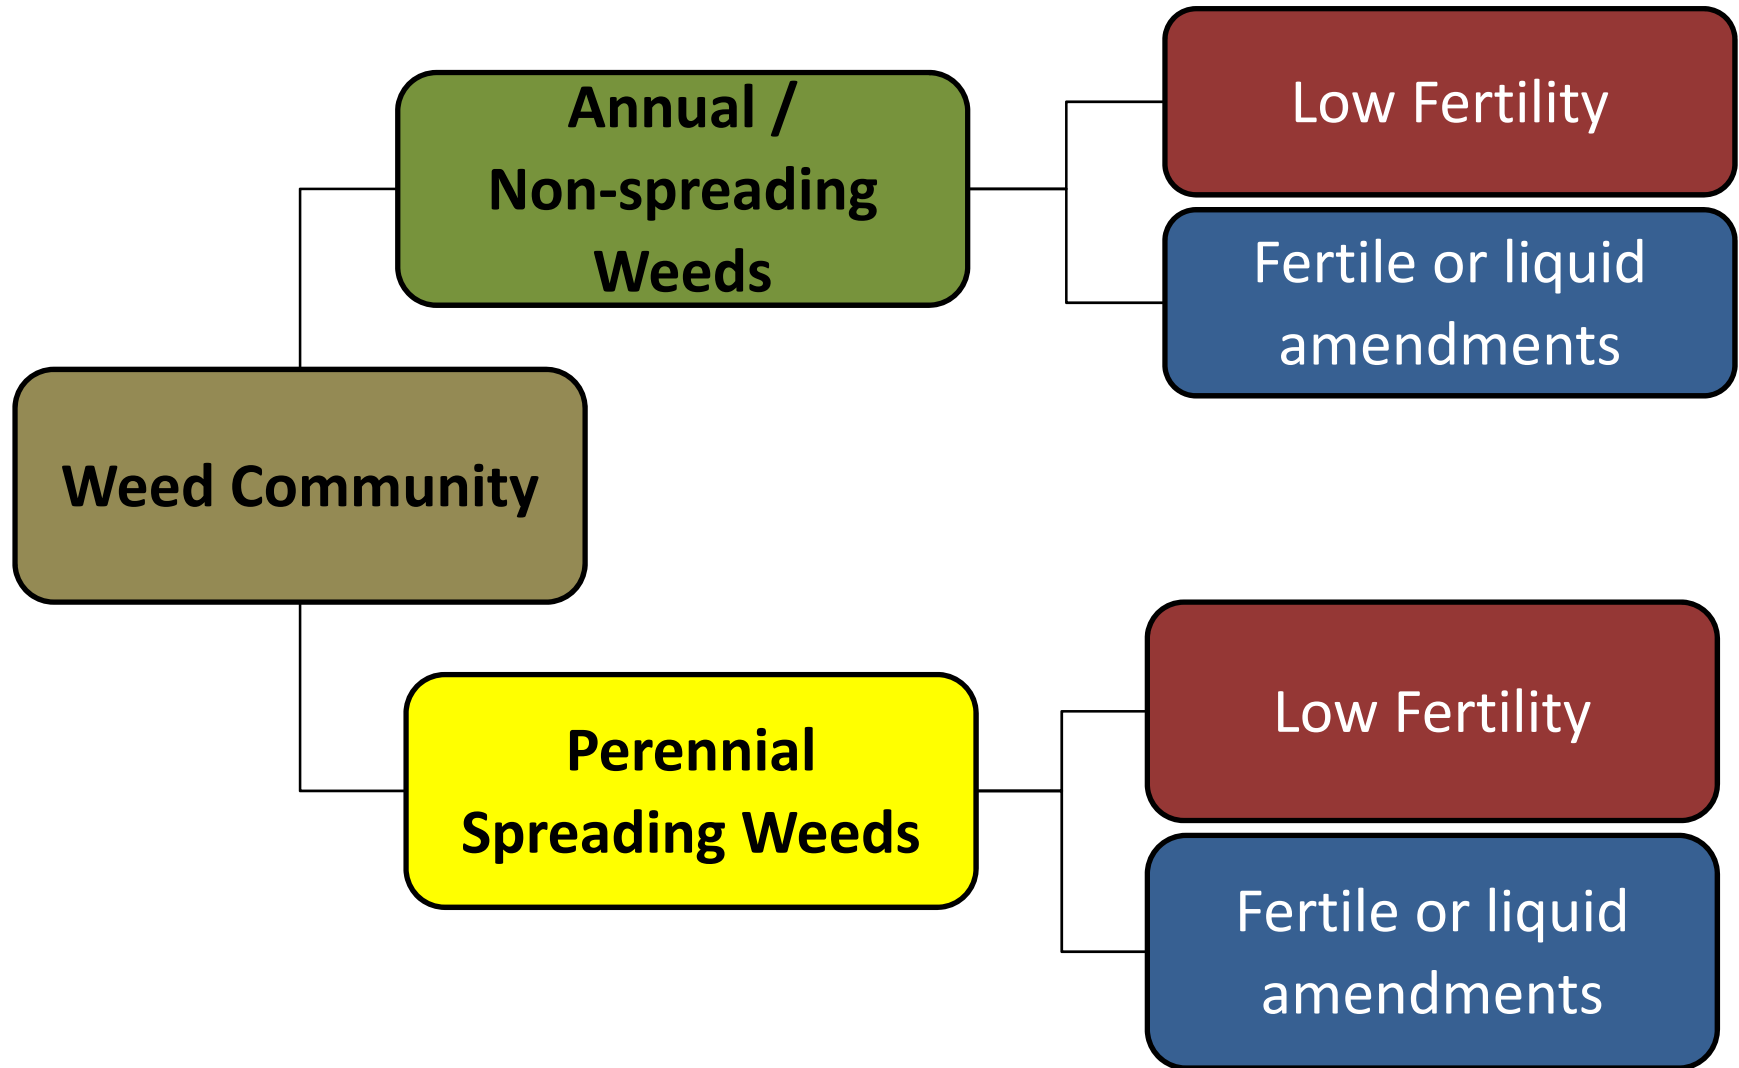 Annual /
Non-spreading
Weeds
Low Fertility
Fertile or liquid
amendments
Weed Community
Perennial
Spreading Weeds
Low Fertility
Fertile or liquid
amendments